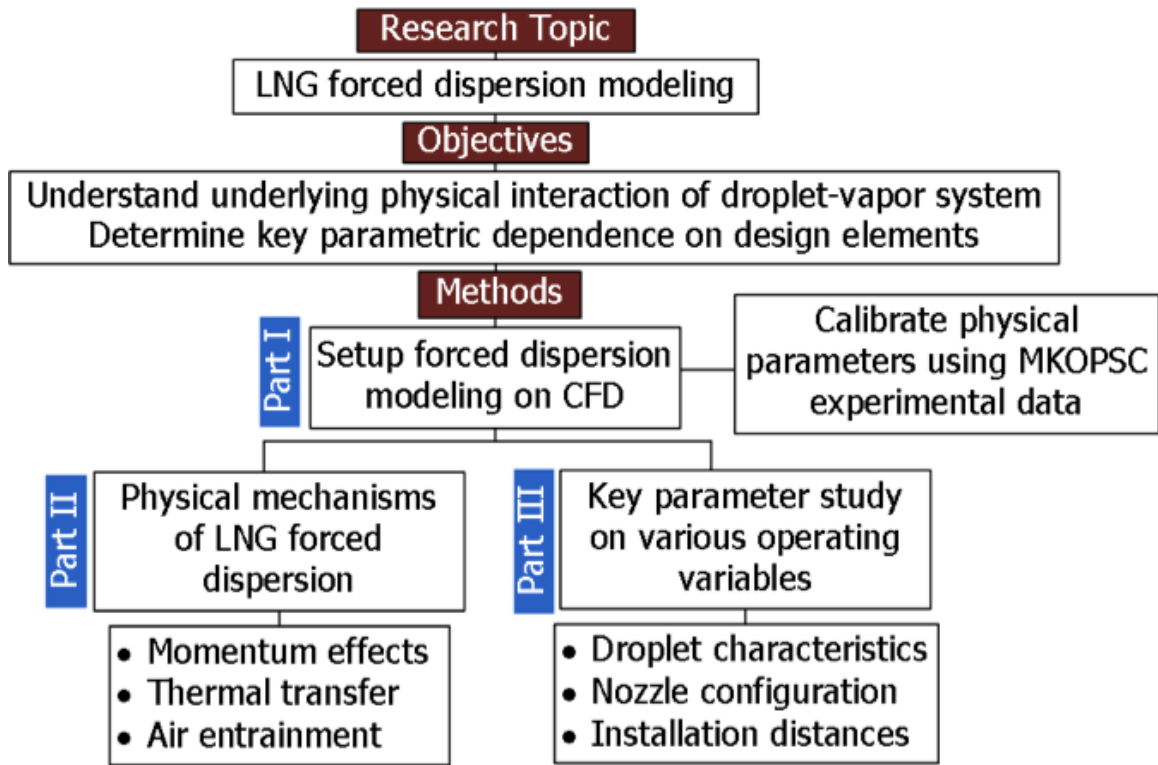 Research Topic
LNG forced dispersion modeling
Objectives
Understand underlying physical interaction of droplet-vapor system
Determine key parametric dependence on design elements
Methods
Part I
Setup forced dispersion
modeling on CFD
Calibrate physical
parameters using MKOPSC
experimental data
Part II
Physical mechanisms
of LNG forced
dispersion
Part III
Key parameter study
on various operating
variables
• Momentum effects
• Thermal transfer
• Air entrainment
• Droplet characteristics
• Nozzle configuration
• Installation distances